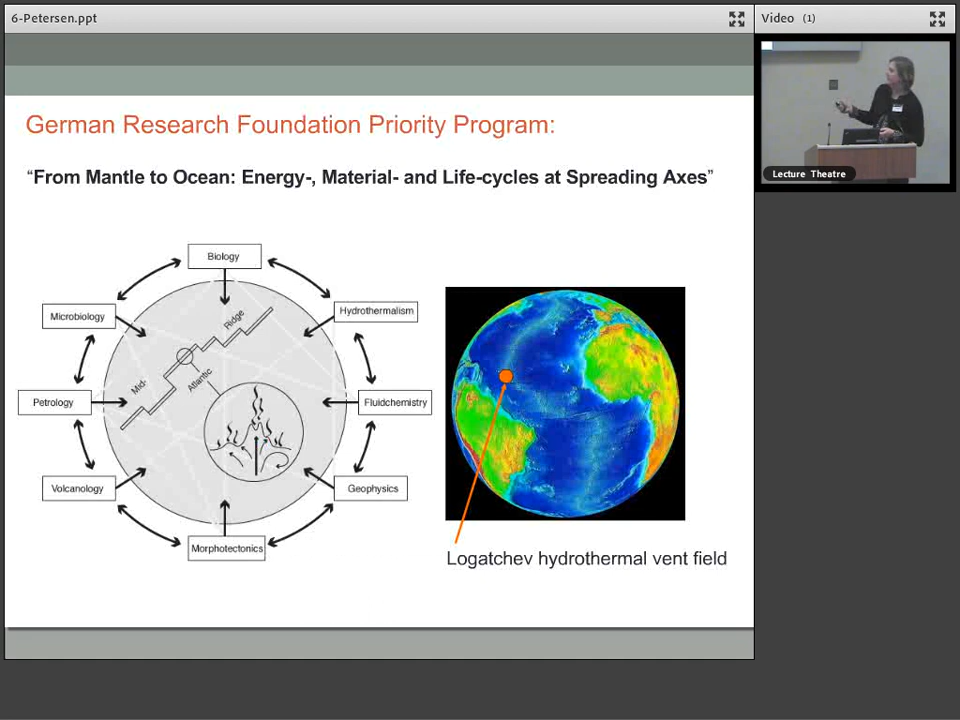 6-Petersen.ppt
Video (1)
Lecture Theatre
German Research Foundation Priority Program:
“From Mantle to Ocean: Energy-, Material- and Life-cycles at Spreading Axes”
Biology
Microbiology
Hydrothermalism
Ridge
Mid-
Atlantic
Petrology
Fluidchemistry
Volcanology
Geophysics
Morphotectonics
Logatchev hydrothermal vent field